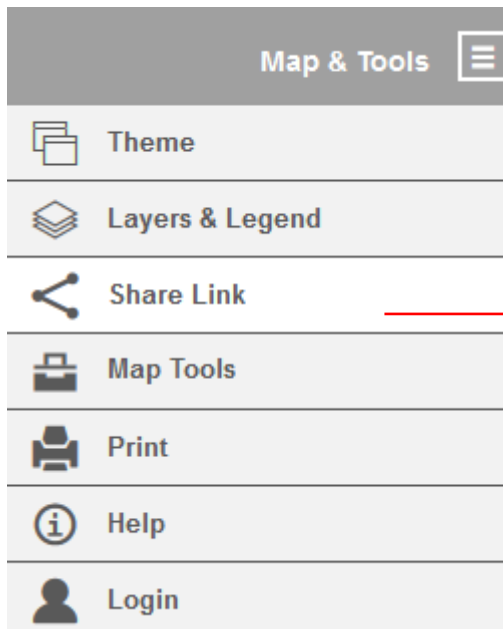 Map & Tools
Theme
Layers & Legend
Share Link
Map Tools
Print
Help
Login